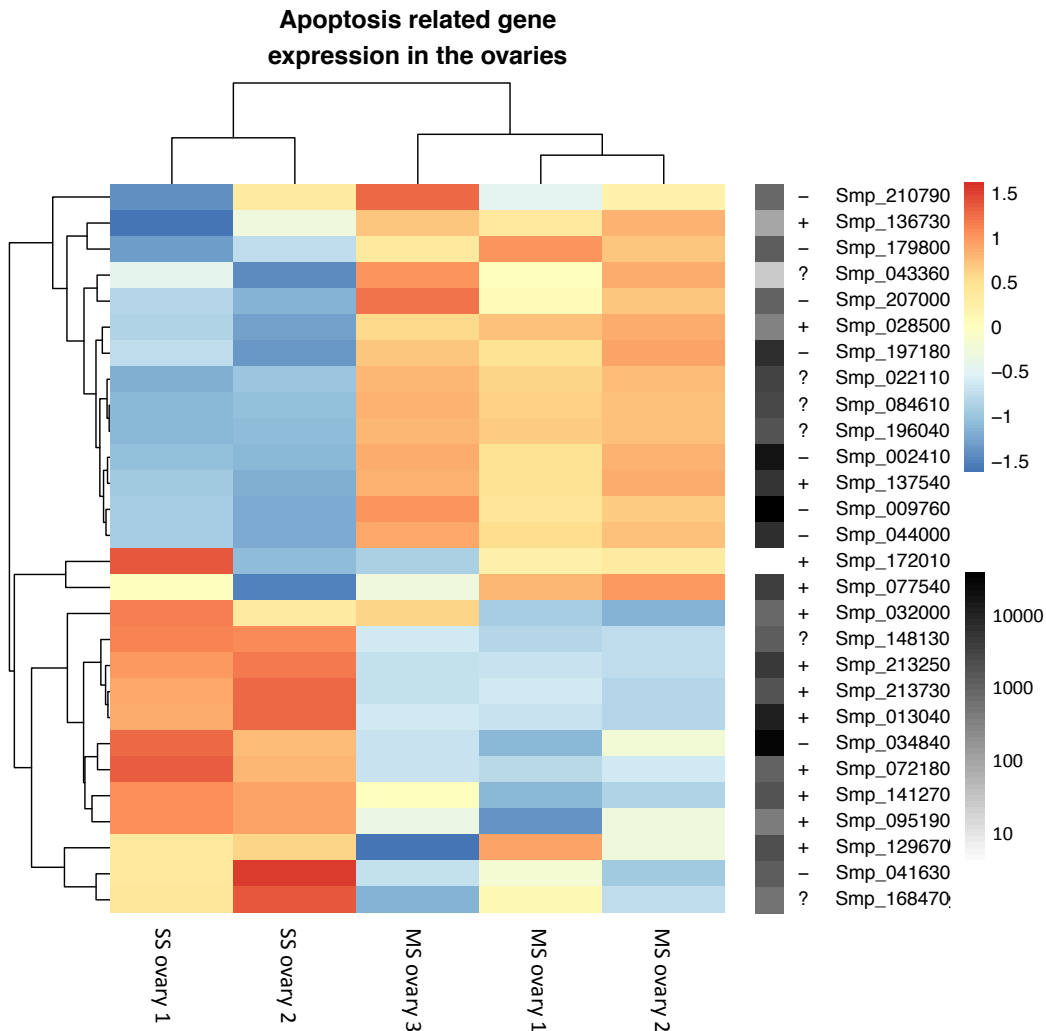 Apoptosis related gene
expression in the ovaries
− Smp_210790
+ Smp_136730
− Smp_179800
? Smp_043360
− Smp_207000
+ Smp_028500
− Smp_197180
? Smp_022110
? Smp_084610
? Smp_196040
− Smp_002410
+ Smp_137540
− Smp_009760
− Smp_044000
+ Smp_172010
+ Smp_077540
+ Smp_032000
? Smp_148130
+ Smp_213250
+ Smp_213730
+ Smp_013040
− Smp_034840
+ Smp_072180
+ Smp_141270
+ Smp_095190
+ Smp_129670
− Smp_041630
? Smp_168470
1.5
1
0.5
0
−0.5
−1
−1.5
10000
1000
100
10
SS ovary 1
SS ovary 2
MS ovary 3
MS ovary 1
MS ovary 2